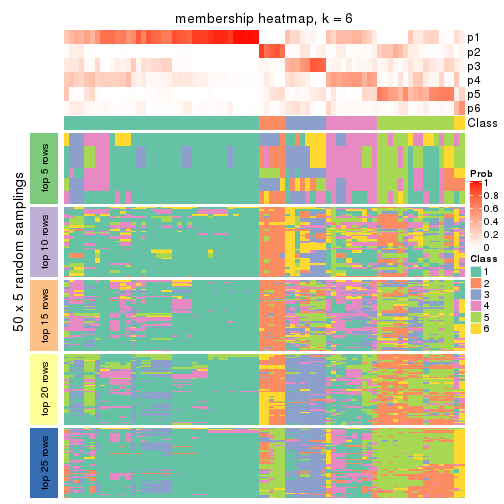 membership heatmap, k = 6
p1
p2
p3
p4
p5
p6
Class
50 x 5 random samplings
top 5 rows
top 10 rows
top 15 rows
top 20 rows
top 25 rows
Prob
1
0.8
0.6
0.4
0.2
0
Class
1
2
3
4
5
6